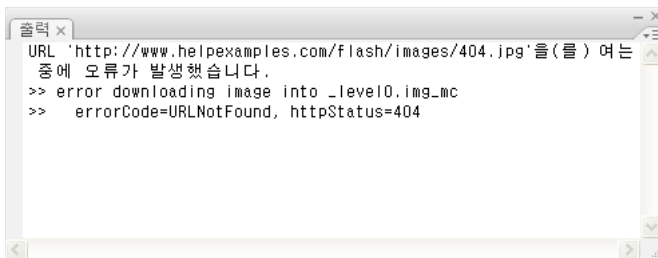 출력 ×
URL 'http://www.helpexamples.com/flash/images/404.jpg'을(를) 여는
중에 오류가 발생했습니다.
>> error downloading image into _level0.img_mc
>>   errorCode=URLNotFound, httpStatus=404